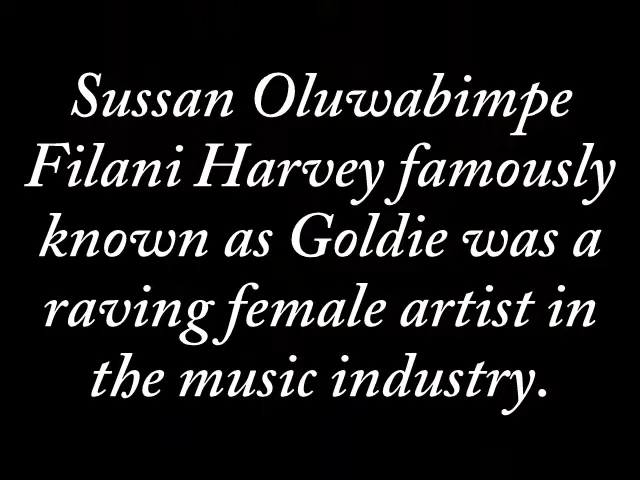 Sussan Oluwabimpe
Filani Harvey famously
known as Goldie was a
raving female artist in
the music industry.